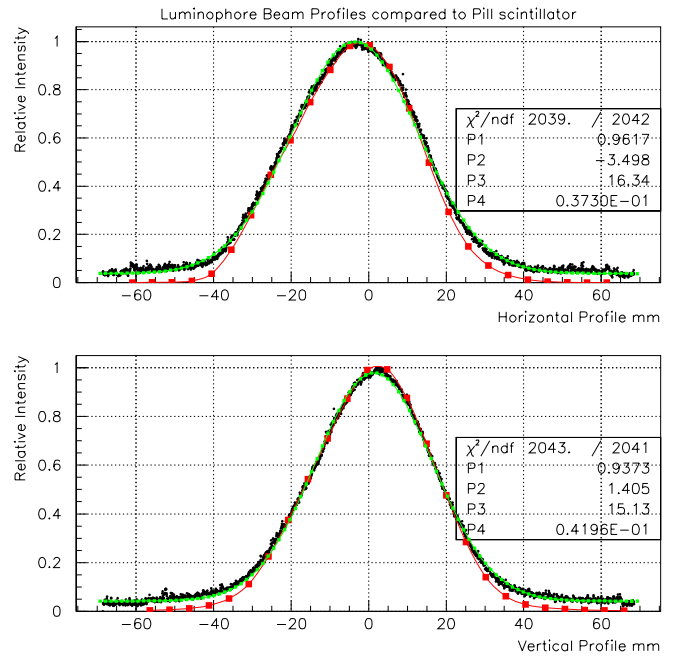 Luminophore Beam Profiles compared to Pill scintillator
Relative Intensity
1
0.8
0.6
0.4
0.2
0
χ²/ndf 2039. / 2042
P1 0.9617
P2 −3.498
P3 16.34
P4 0.3730E−01
−60 −40 −20 0 20 40 60
Horizontal Profile mm
Relative Intensity
1
0.8
0.6
0.4
0.2
0
χ²/ndf 2043. / 2041
P1 0.9373
P2 1.405
P3 15.13
P4 0.4196E−01
−60 −40 −20 0 20 40 60
Vertical Profile mm